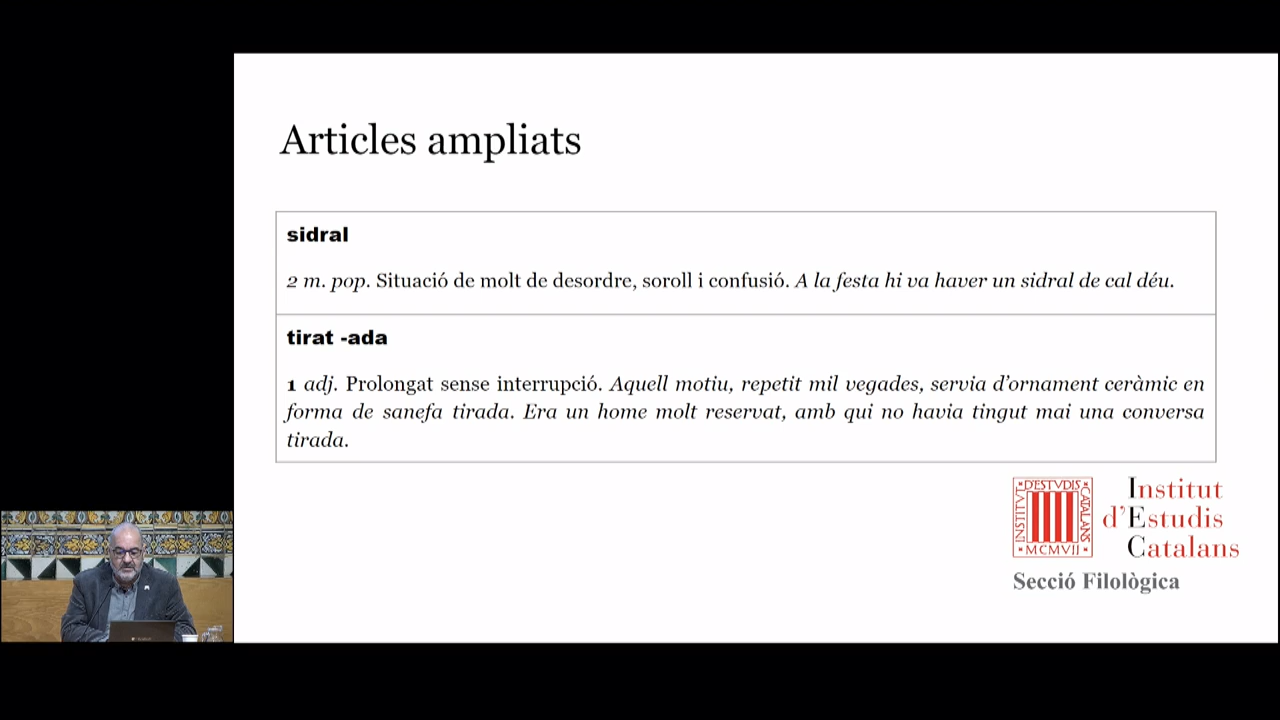 Articles ampliats
sidral
2 m. pop. Situació de molt de desordre, soroll i confusió. A la festa hi va haver un sidral de cal déu.
tirat -ada
1 adj. Prolongat sense interrupció. Aquell motiu, repetit mil vegades, servia d'ornament ceràmic en
forma de sanefa tirada. Era un home molt reservat, amb qui no havia tingut mai una conversa
tirada.
INSTITVT
D'ESTVDIS
CATALANS
MCMVII
Institut
d'Estudis
Catalans
Secció Filològica